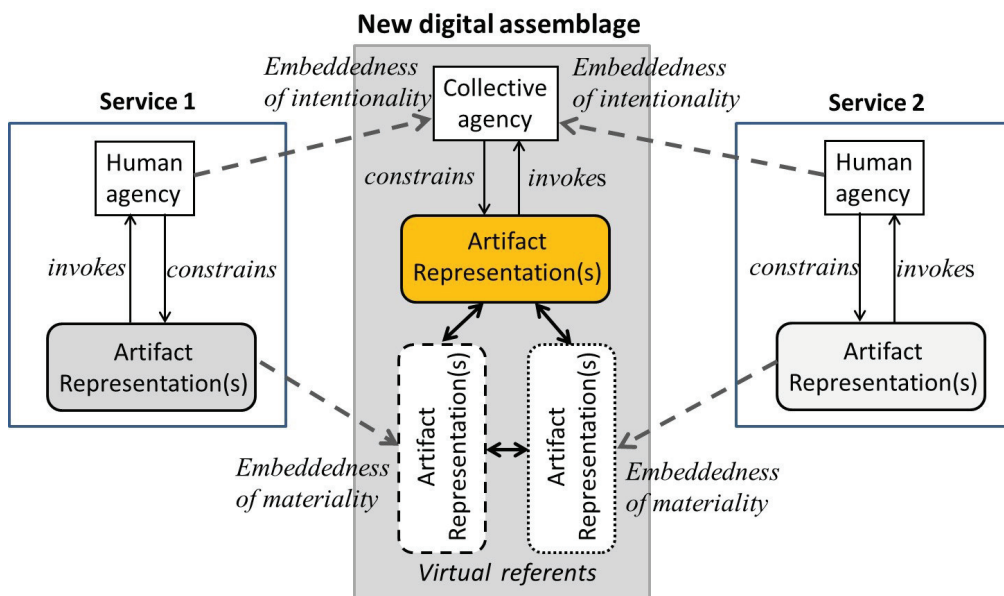 New digital assemblage
Embeddedness
of intentionality
Collective
agency
Embeddedness
of intentionality
Service 1
Human
agency
invokes
constrains
Artifact
Representation(s)
constrains
invokes
Artifact
Representation(s)
Service 2
Human
agency
constrains
invokes
Artifact
Representation(s)
Artifact
Representation(s)
Artifact
Representation(s)
Embeddedness
of materiality
Embeddedness
of materiality
Virtual referents